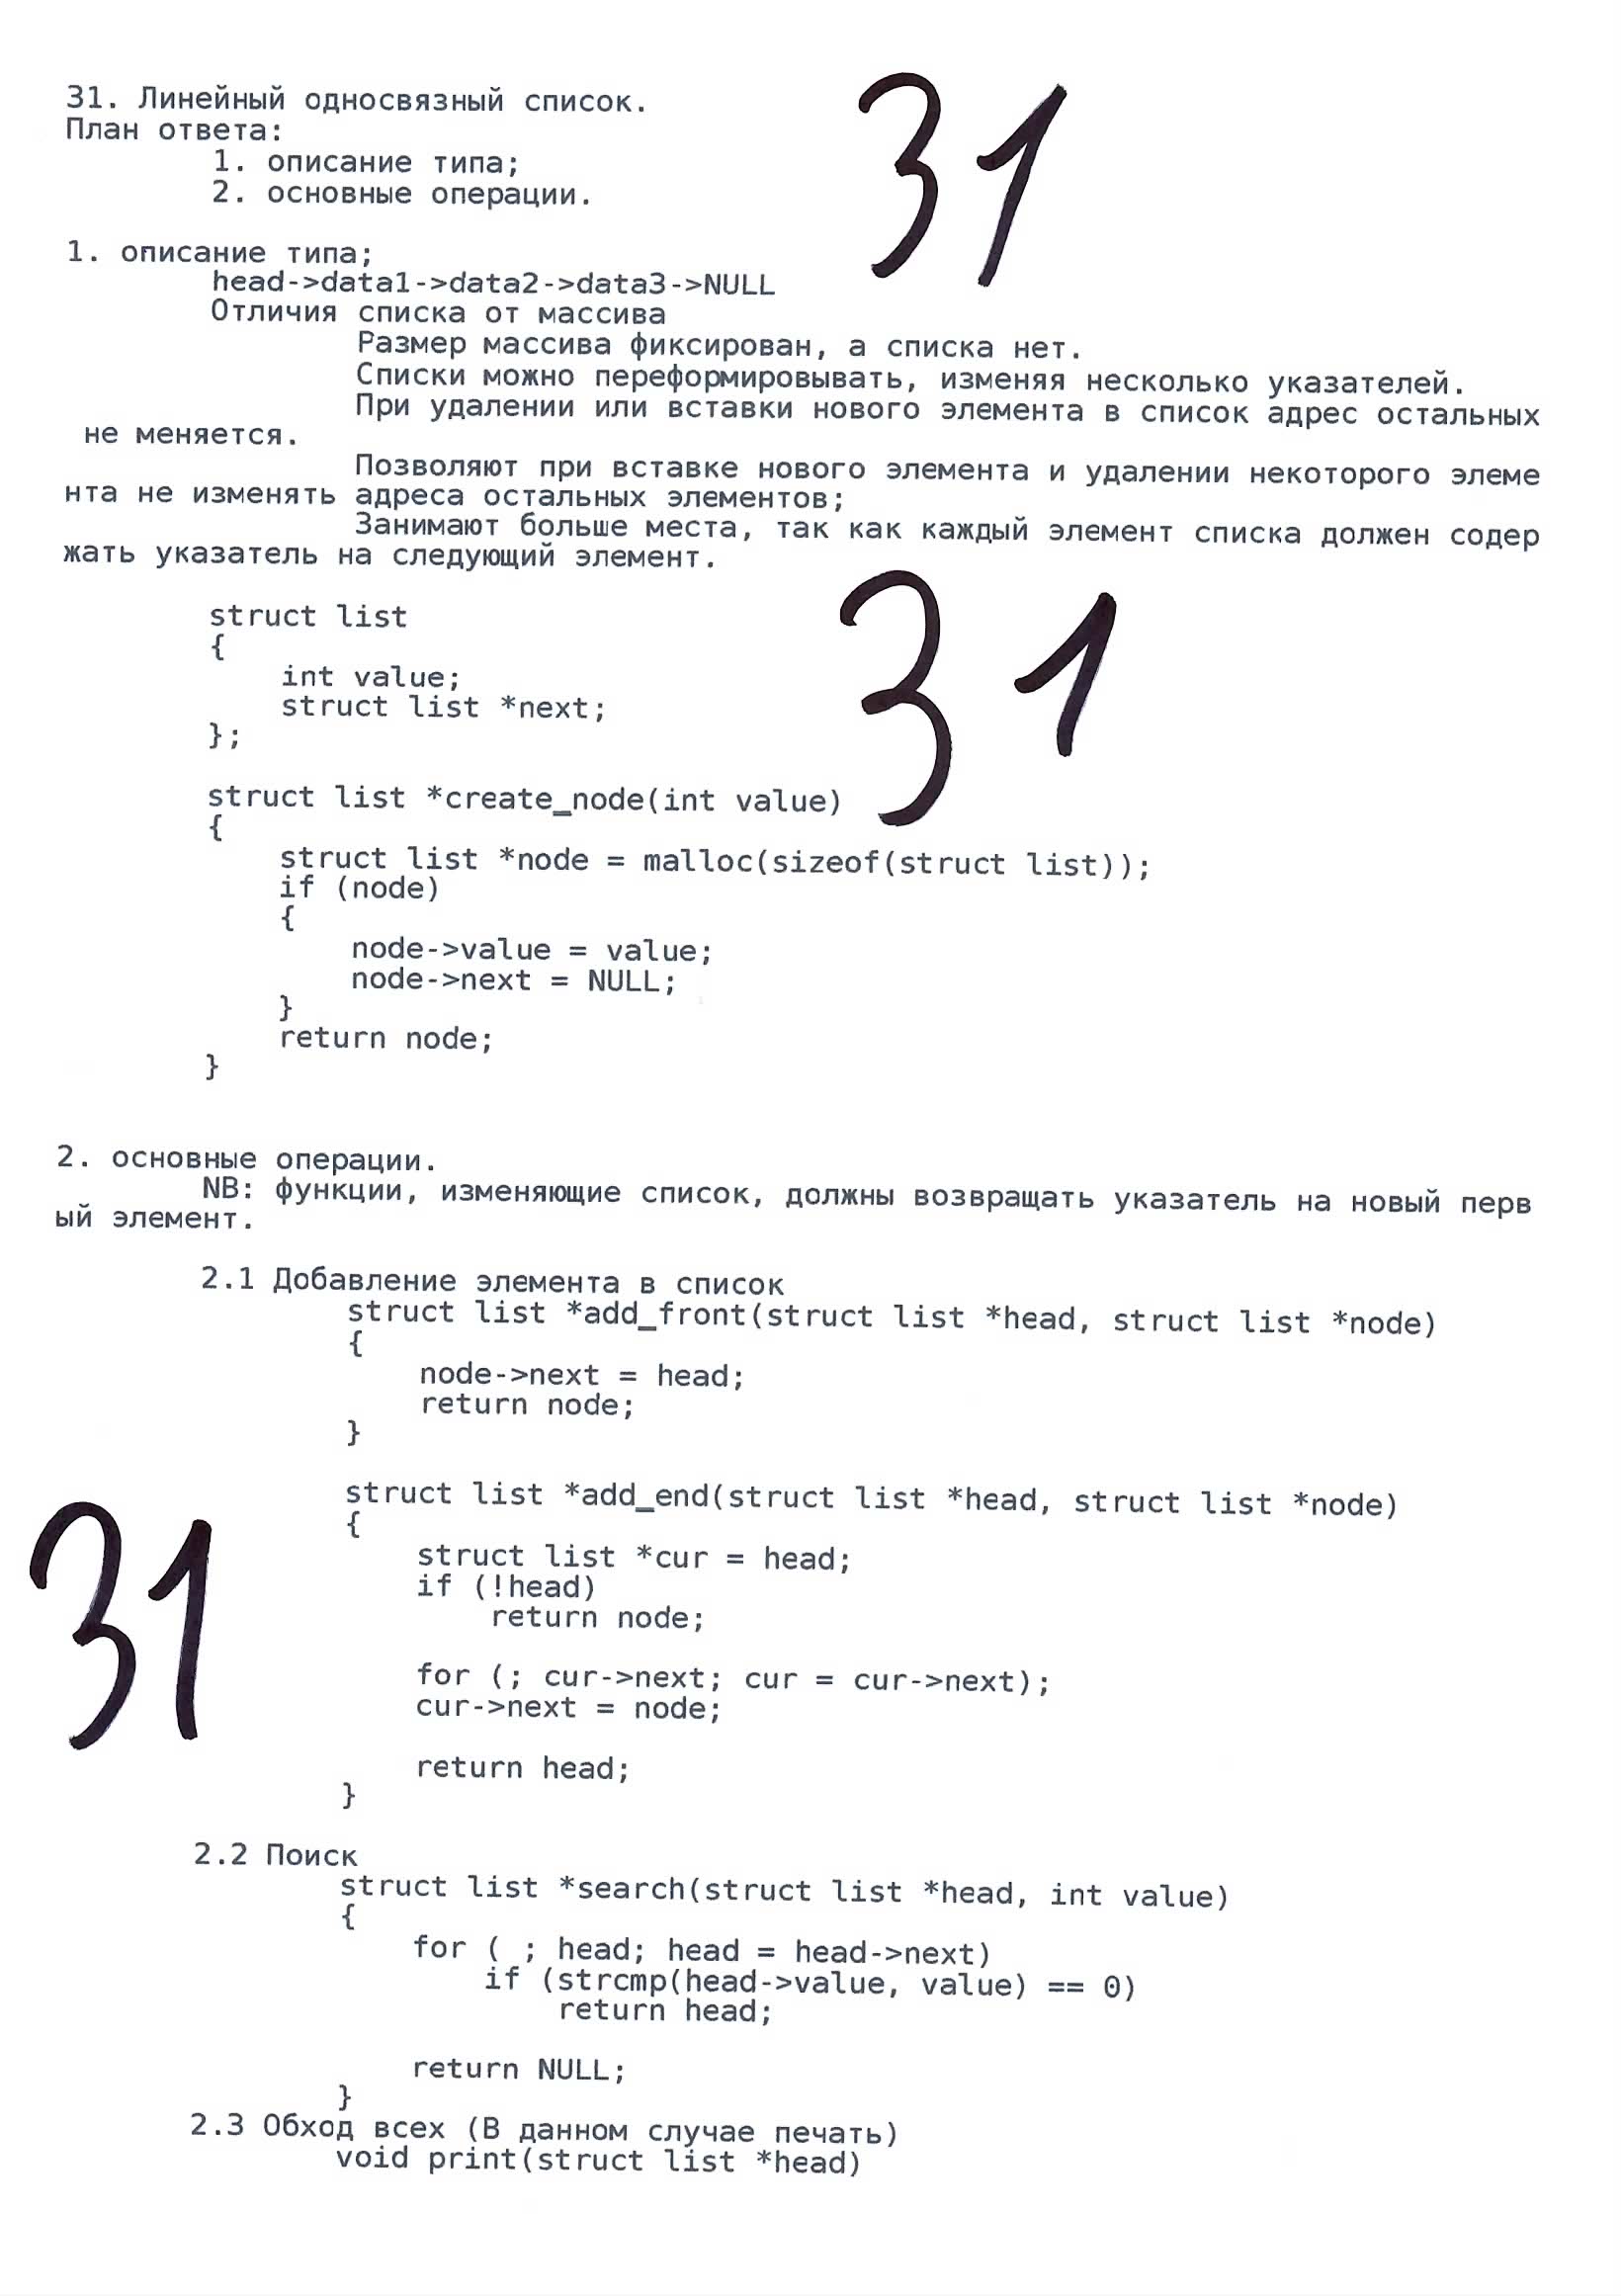 31. Линейный односвязный список.
План ответа:
1. описание типа;
2. основные операции.
31
1. описание типа;
head->data1->data2->data3->NULL
Отличия списка от массива
Размер массива фиксирован, а списка нет.
Списки можно переформировывать, изменяя несколько указателей.
При удалении или вставки нового элемента в список адрес остальных
не меняется.
Позволяют при вставке нового элемента и удалении некоторого элеме
нта не изменять адреса остальных элементов;
Занимают больше места, так как каждый элемент списка должен содер
жать указатель на следующий элемент.
31
struct list
{
int value;
struct list *next;
};
struct list *create_node(int value)
{
struct list *node = malloc(sizeof(struct list));
if (node)
{
node->value = value;
node->next = NULL;
}
return node;
}
2. основные операции.
NB: функции, изменяющие список, должны возвращать указатель на новый перв
ый элемент.
2.1 Добавление элемента в список
struct list *add_front(struct list *head, struct list *node)
{
node->next = head;
return node;
}
struct list *add_end(struct list *head, struct list *node)
{
struct list *cur = head;
if (!head)
return node;
31
for (; cur->next; cur = cur->next);
cur->next = node;
return head;
}
2.2 Поиск
struct list *search(struct list *head, int value)
{
for ( ; head; head = head->next)
if (strcmp(head->value, value) == 0)
return head;
return NULL;
}
2.3 Обход всех (В данном случае печать)
void print(struct list *head)